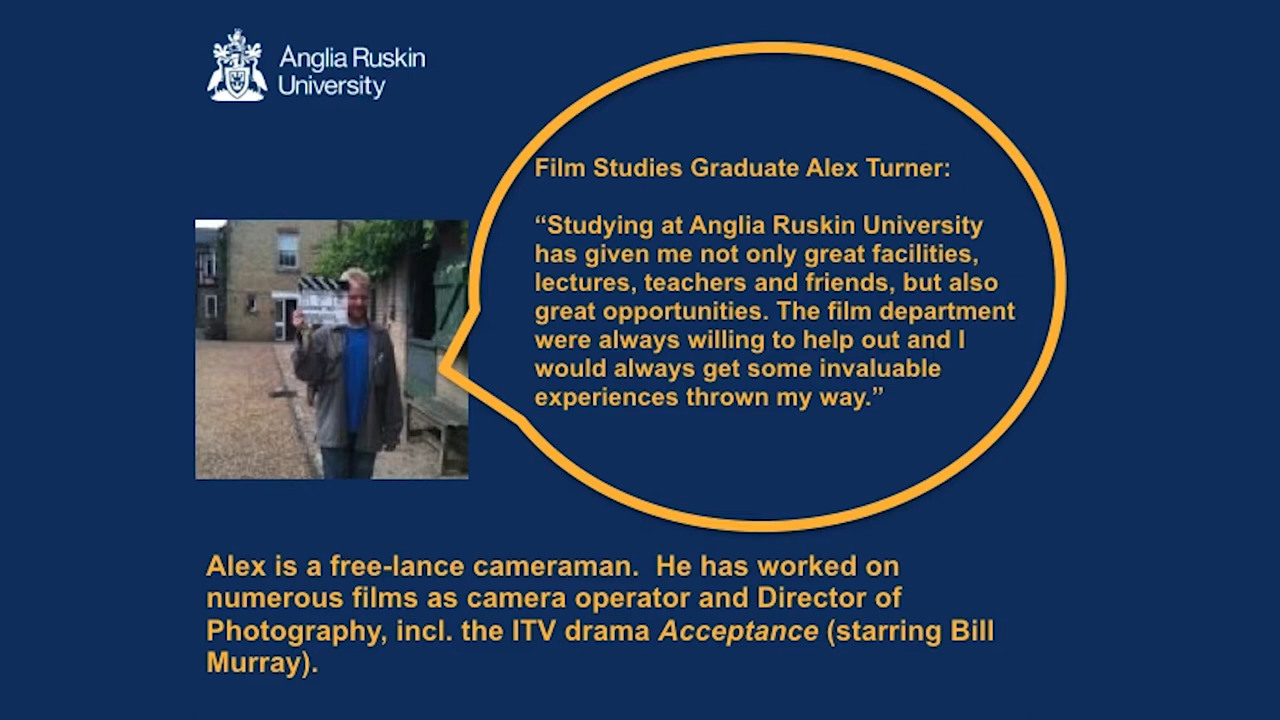 Anglia Ruskin
University
Film Studies Graduate Alex Turner:
“Studying at Anglia Ruskin University
has given me not only great facilities,
lectures, teachers and friends, but also
great opportunities. The film department
were always willing to help out and I
would always get some invaluable
experiences thrown my way.”
Alex is a free-lance cameraman.  He has worked on
numerous films as camera operator and Director of
Photography, incl. the ITV drama Acceptance (starring Bill
Murray).